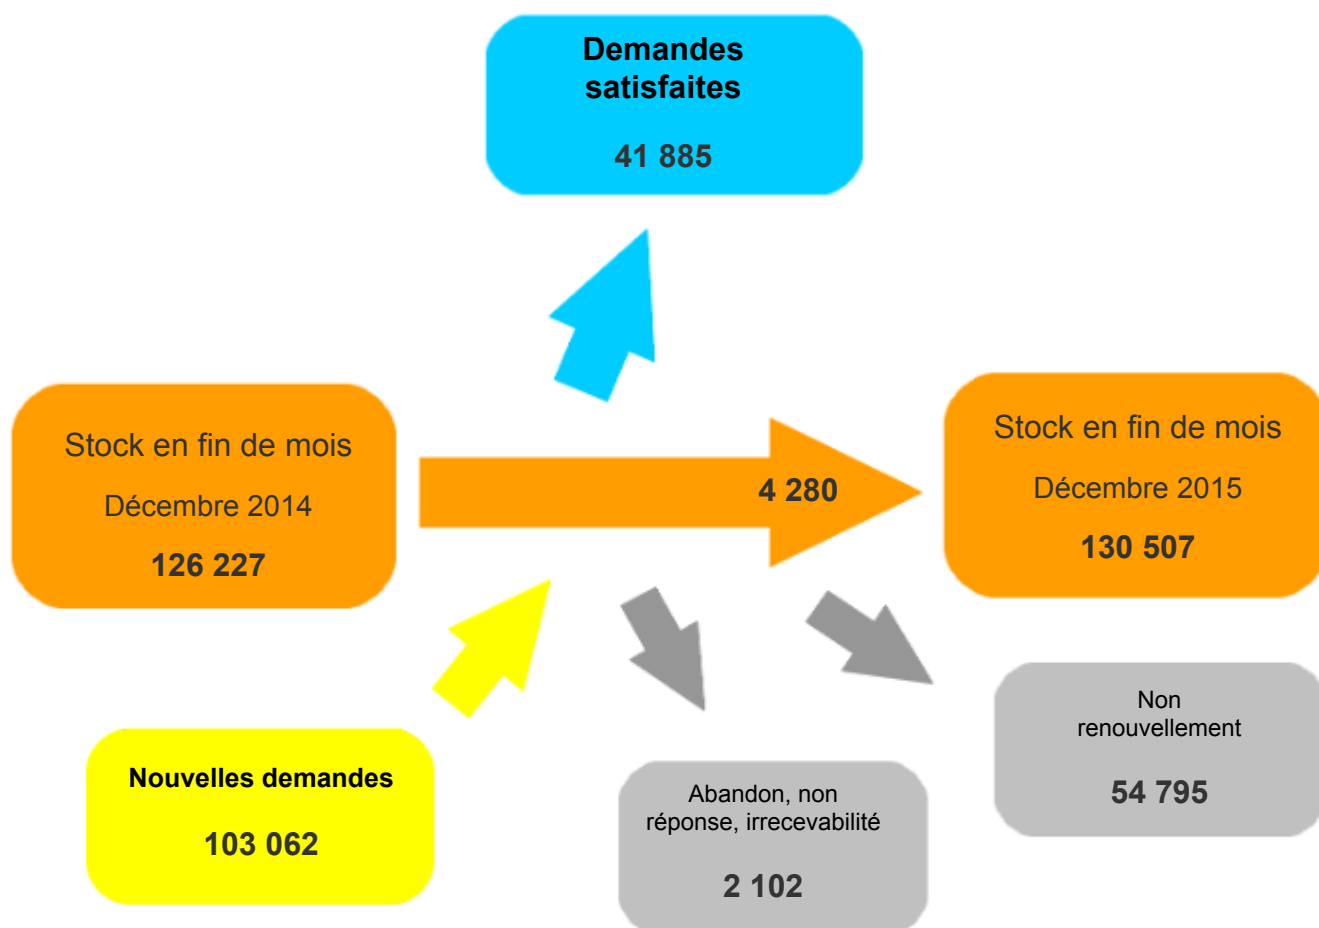 Demandes
satisfaites
41 885
Stock en fin de mois
Décembre 2014
126 227
4 280
Stock en fin de mois
Décembre 2015
130 507
Nouvelles demandes
103 062
Abandon, non
réponse, irrecevabilité
2 102
Non
renouvellement
54 795